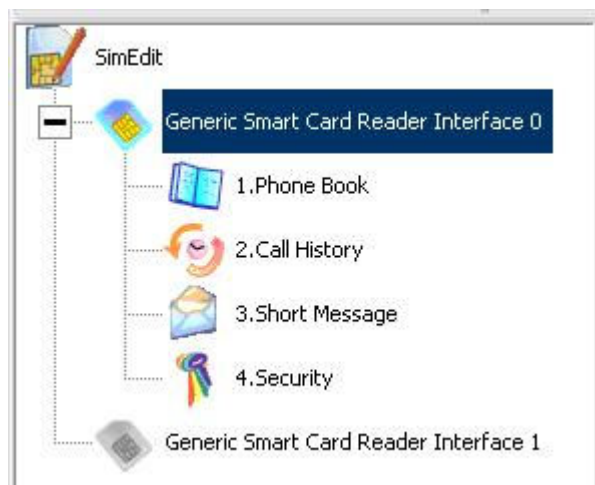 SimEdit
Generic Smart Card Reader Interface 0
1.Phone Book
2.Call History
3.Short Message
4.Security
Generic Smart Card Reader Interface 1